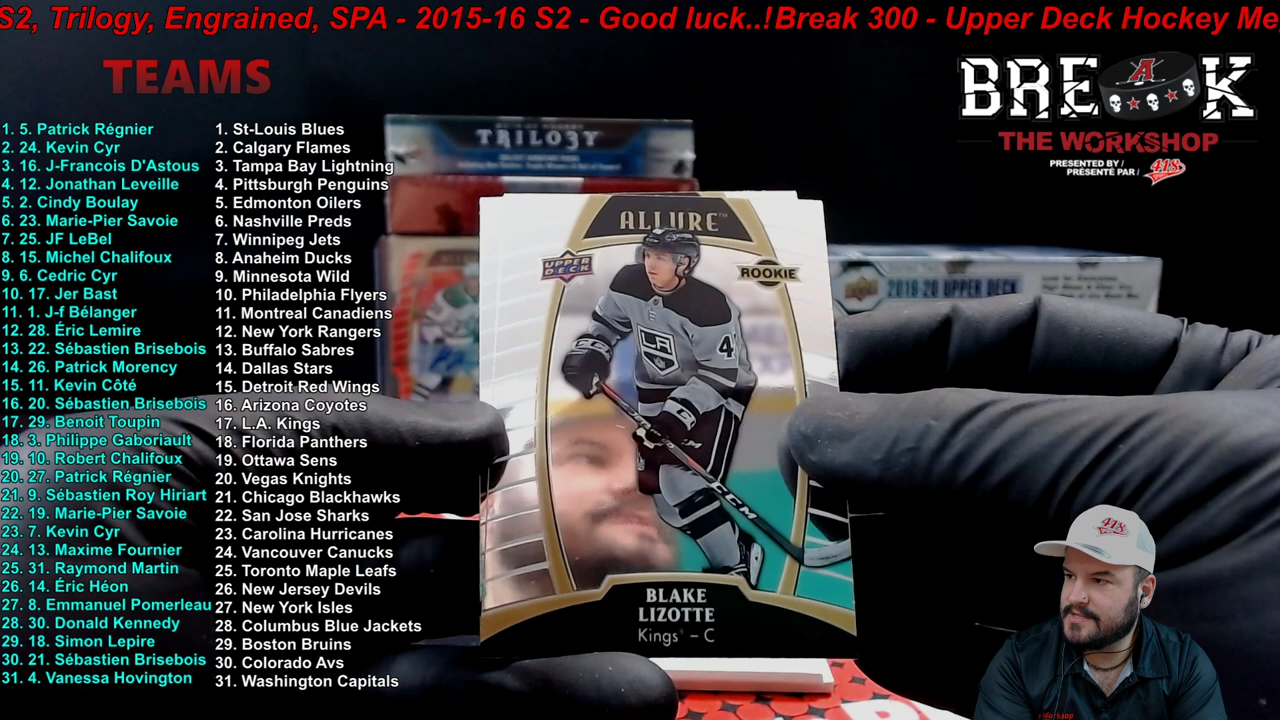 S2, Trilogy, Engrained, SPA - 2015-16 S2 - Good luck..!Break 300 - Upper Deck Hockey Me
TEAMS
1. 5. Patrick Régnier
2. 24. Kevin Cyr
3. 16. J-Francois D'Astous
4. 12. Jonathan Leveille
5. 2. Cindy Boulay
6. 23. Marie-Pier Savoie
7. 25. JF LeBel
8. 15. Michel Chalifoux
9. 6. Cedric Cyr
10. 17. Jer Bast
11. 1. J-f Bélanger
12. 28. Éric Lemire
13. 22. Sébastien Brisebois
14. 26. Patrick Morency
15. 11. Kevin Côté
16. 20. Sébastien Brisebois
17. 29. Benoit Toupin
18. 3. Philippe Gaboriault
19. 10. Robert Chalifoux
20. 27. Patrick Régnier
21. 9. Sébastien Roy Hiriart
22. 19. Marie-Pier Savoie
23. 7. Kevin Cyr
24. 13. Maxime Fournier
25. 31. Raymond Martin
26. 14. Éric Héon
27. 8. Emmanuel Pomerleau
28. 30. Donald Kennedy
29. 18. Simon Lepire
30. 21. Sébastien Brisebois
31. 4. Vanessa Hovington
1. St-Louis Blues
2. Calgary Flames
3. Tampa Bay Lightning
4. Pittsburgh Penguins
5. Edmonton Oilers
6. Nashville Preds
7. Winnipeg Jets
8. Anaheim Ducks
9. Minnesota Wild
10. Philadelphia Flyers
11. Montreal Canadiens
12. New York Rangers
13. Buffalo Sabres
14. Dallas Stars
15. Detroit Red Wings
16. Arizona Coyotes
17. L.A. Kings
18. Florida Panthers
19. Ottawa Sens
20. Vegas Knights
21. Chicago Blackhawks
22. San Jose Sharks
23. Carolina Hurricanes
24. Vancouver Canucks
25. Toronto Maple Leafs
26. New Jersey Devils
27. New York Isles
28. Columbus Blue Jackets
29. Boston Bruins
30. Colorado Avs
31. Washington Capitals
TRILOGY
ALLURE™
UPPER DECK
ROOKIE
LA
4
CCM
BLAKE
LIZOTTE
Kings® - C
2019-20 UPPER DECK
BREAK
A
THE WORKSHOP
PRESENTED BY /
PRÉSENTÉ PAR /
418
418